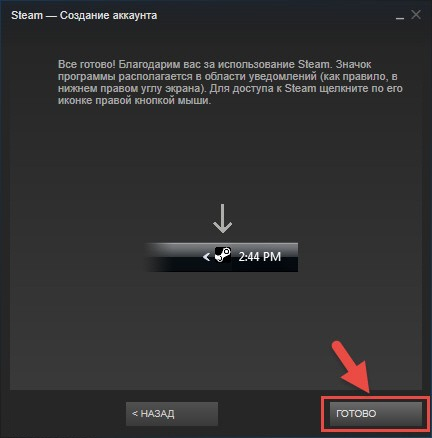 Steam — Создание аккаунта
Все готово! Благодарим вас за использование Steam. Значок
программы располагается в области уведомлений (как правило, в
нижнем правом углу экрана). Для доступа к Steam щелкните по его
иконке правой кнопкой мыши.
2:44 PM
< НАЗАД
ГОТОВО